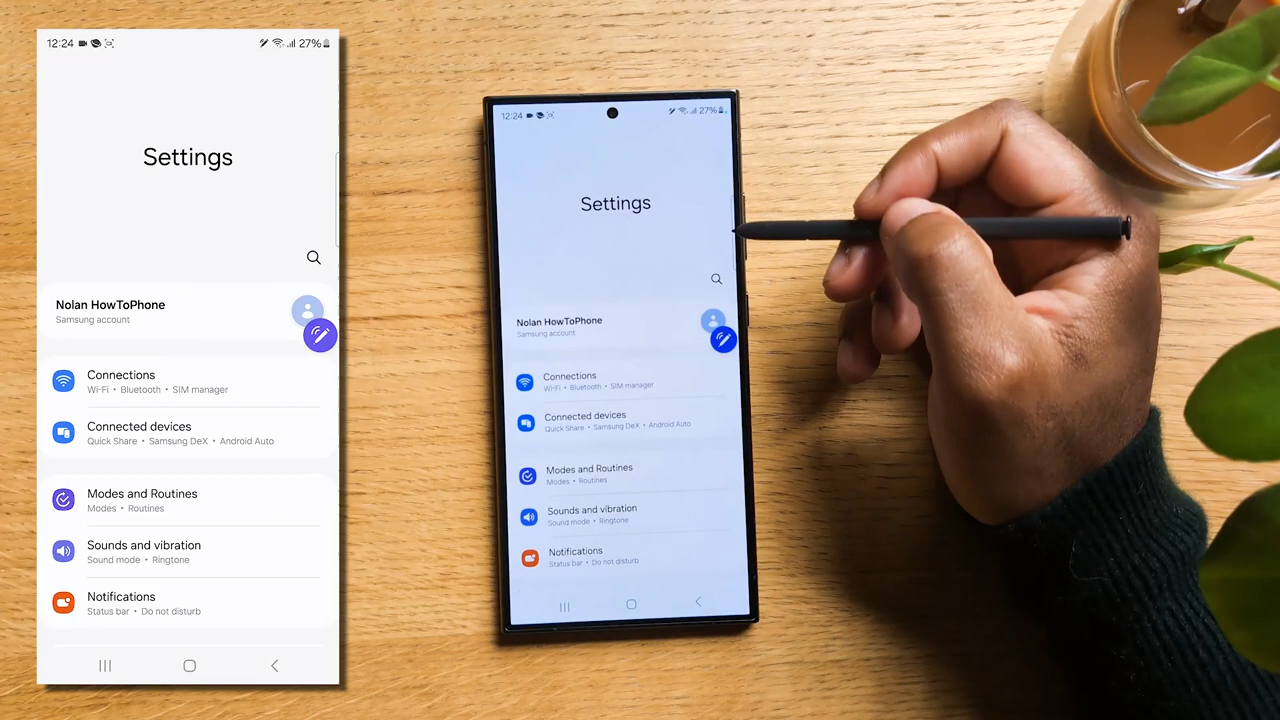 12:24 27%
Settings
Nolan HowToPhone
Samsung account
Connections
Wi-Fi • Bluetooth • SIM manager
Connected devices
Quick Share • Samsung DeX • Android Auto
Modes and Routines
Modes • Routines
Sounds and vibration
Sound mode • Ringtone
Notifications
Status bar • Do not disturb
12:24 27%
Settings
Nolan HowToPhone
Samsung account
Connections
Wi-Fi • Bluetooth • SIM manager
Connected devices
Quick Share • Samsung DeX • Android Auto
Modes and Routines
Modes • Routines
Sounds and vibration
Sound mode • Ringtone
Notifications
Status bar • Do not disturb